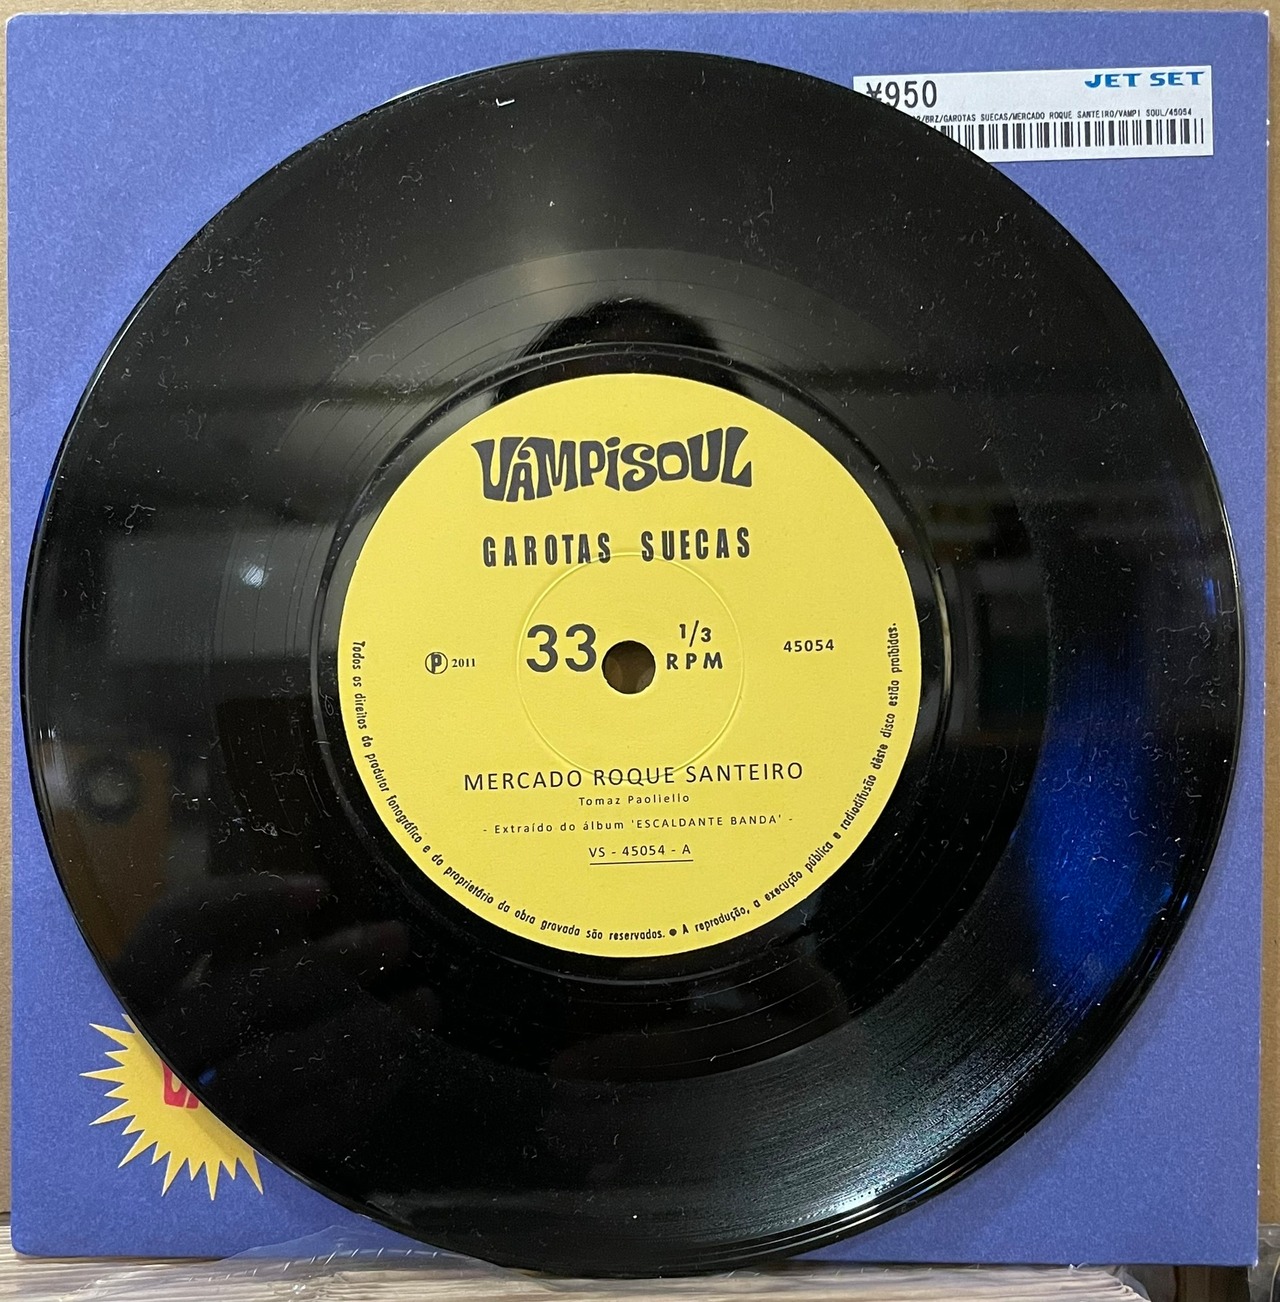 JET SET
¥950
/BRZ/GAROTAS SUECAS/MERCADO ROQUE SANTEIRO/VAMPI SOUL/45054
VAMPiSOUL
GAROTAS SUECAS
33 1/3
RPM
℗ 2011
45054
MERCADO ROQUE SANTEIRO
Tomaz Paoliello
- Extraído do álbum 'ESCALDANTE BANDA' -
VS - 45054 - A
Todos os direitos do produtor fonográfico e do proprietário da obra gravada são reservados. ● A reprodução, a execução pública e radiodifusão dêste disco estão proibidas.